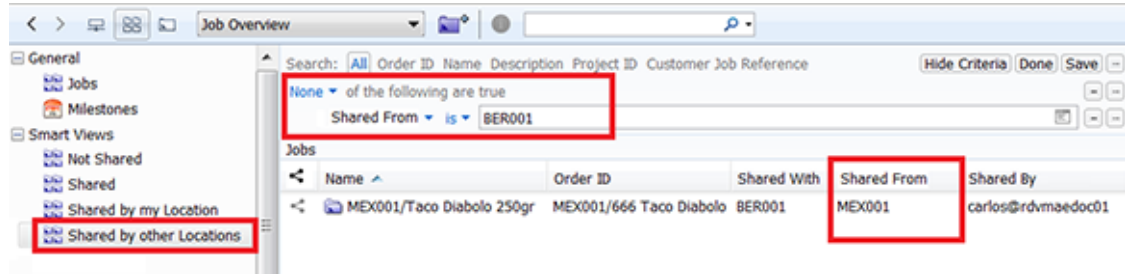 Job Overview
General
Jobs
Milestones
Smart Views
Not Shared
Shared
Shared by my Location
Shared by other Locations
Search: All Order ID Name Description Project ID Customer Job Reference Hide Criteria Done Save
None of the following are true
Shared From is BER001
Jobs
Name Order ID Shared With Shared From Shared By
MEX001/Taco Diabolo 250gr MEX001/666 Taco Diabolo BER001 MEX001 carlos@rdvmaedoc01